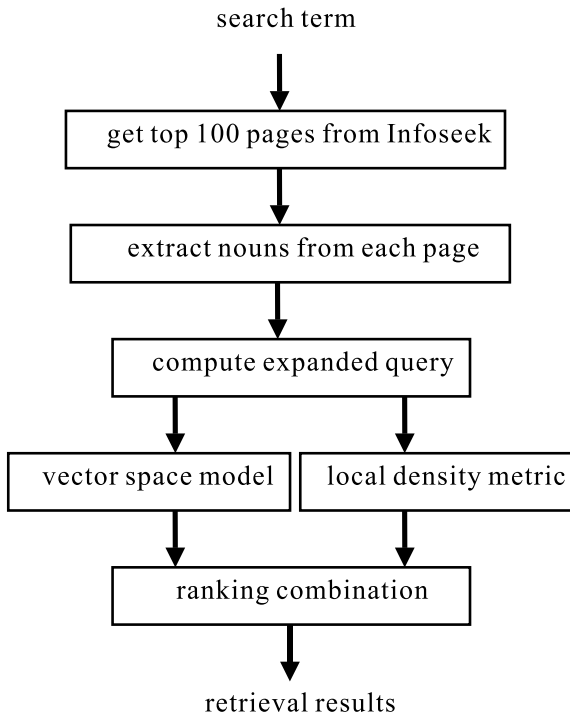 search term
get top 100 pages from Infoseek
extract nouns from each page
compute expanded query
vector space model
local density metric
ranking combination
retrieval results